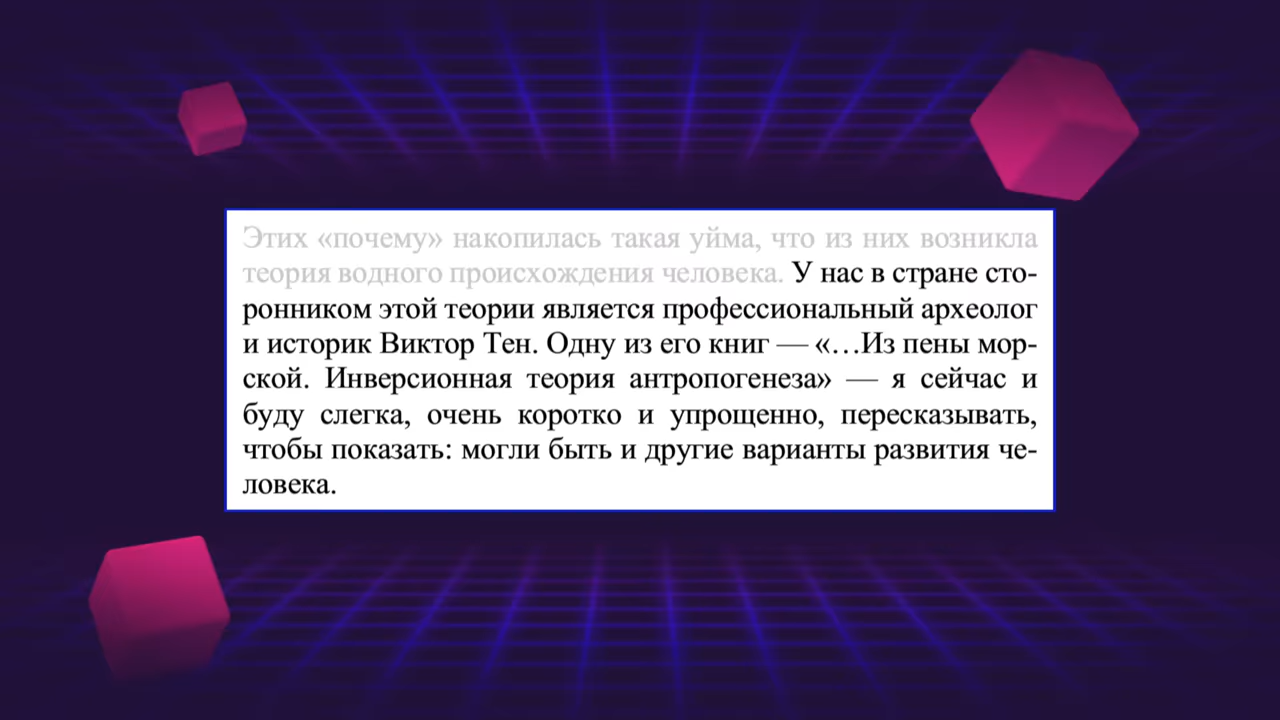 Этих «почему» накопилась такая уйма, что из них возникла
теория водного происхождения человека. У нас в стране сто-
ронником этой теории является профессиональный археолог
и историк Виктор Тен. Одну из его книг — «…Из пены мор-
ской. Инверсионная теория антропогенеза» — я сейчас и
буду слегка, очень коротко и упрощенно, пересказывать,
чтобы показать: могли быть и другие варианты развития че-
ловека.